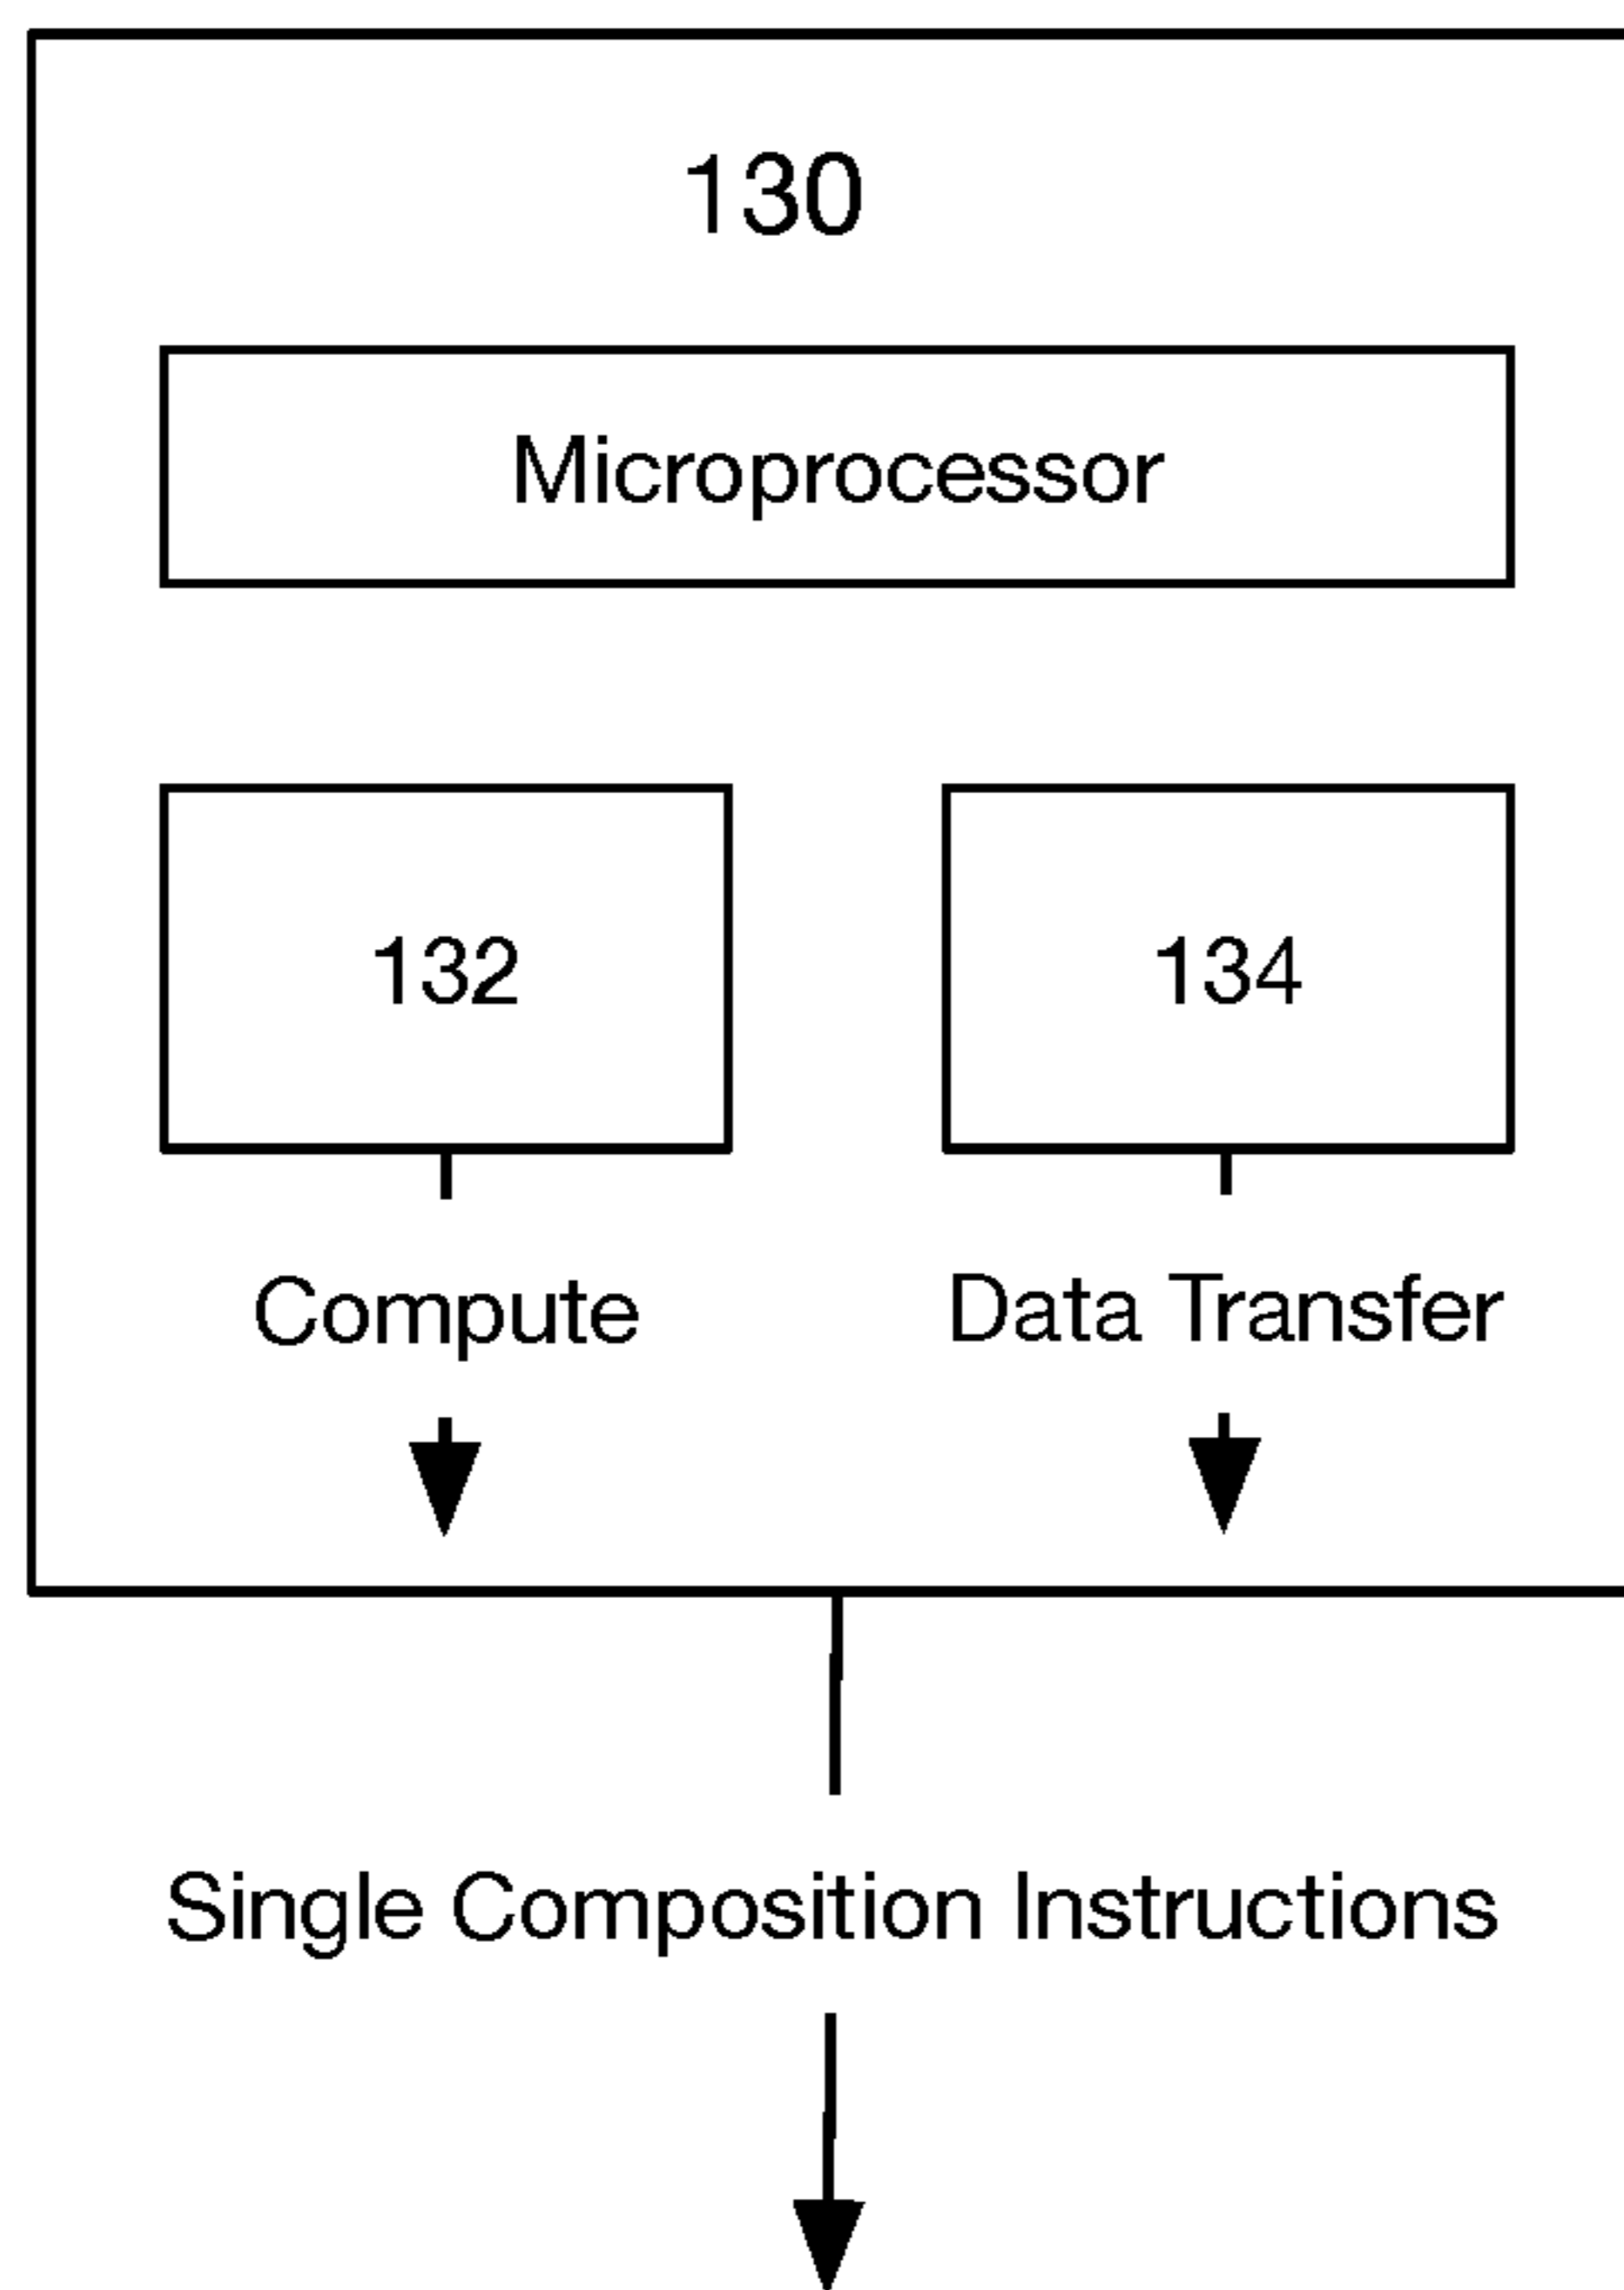 130
Microprocessor
132 134
Compute Data Transfer
Single Composition Instructions